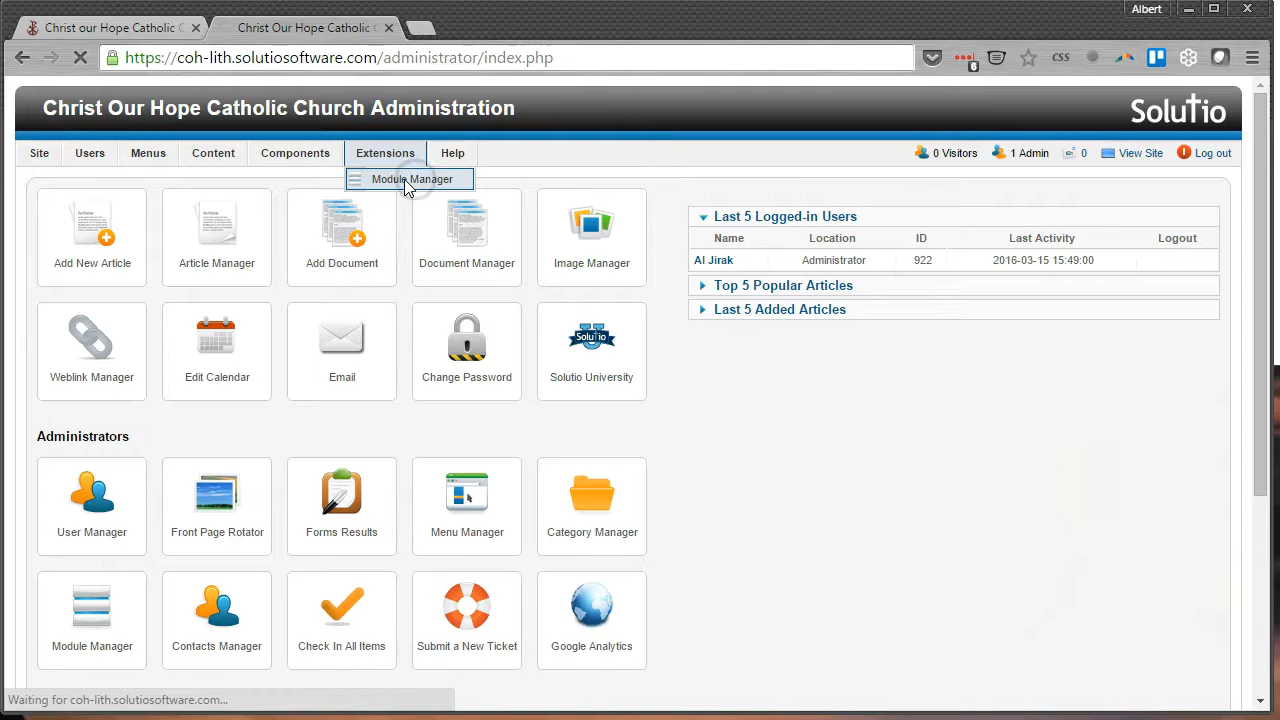 Albert
Christ our Hope Catholic C
Christ Our Hope Catholic C
https://coh-lith.solutiosoftware.com/administrator/index.php
CSS
6
Christ Our Hope Catholic Church Administration
Solutio
Site Users Menus Content Components Extensions Help
0 Visitors 1 Admin 0 View Site Log out
Module Manager
Article
Article
Add New Article Article Manager Add Document Document Manager Image Manager
Last 5 Logged-in Users
Name Location ID Last Activity Logout
Al Jirak Administrator 922 2016-03-15 15:49:00
Top 5 Popular Articles
Last 5 Added Articles
Solutio
Weblink Manager Edit Calendar Email Change Password Solutio University
Administrators
User Manager Front Page Rotator Forms Results Menu Manager Category Manager
Module Manager Contacts Manager Check In All Items Submit a New Ticket Google Analytics
Waiting for coh-lith.solutiosoftware.com...